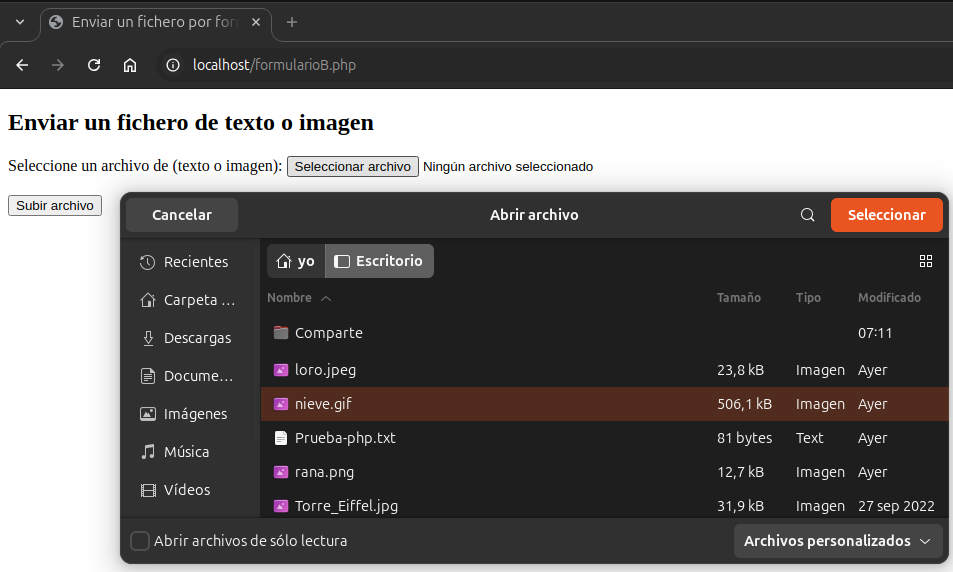 Enviar un fichero por for
localhost/formularioB.php
Enviar un fichero de texto o imagen
Seleccione un archivo de (texto o imagen): Seleccionar archivo Ningún archivo seleccionado
Subir archivo
Cancelar Abrir archivo Seleccionar
Recientes
Carpeta ...
Descargas
Docume...
Imágenes
Música
Vídeos
yo Escritorio
Nombre Tamaño Tipo Modificado
Comparte 07:11
loro.jpeg 23,8 kB Imagen Ayer
nieve.gif 506,1 kB Imagen Ayer
Prueba-php.txt 81 bytes Text Ayer
rana.png 12,7 kB Imagen Ayer
Torre_Eiffel.jpg 31,9 kB Imagen 27 sep 2022
Abrir archivos de sólo lectura Archivos personalizados